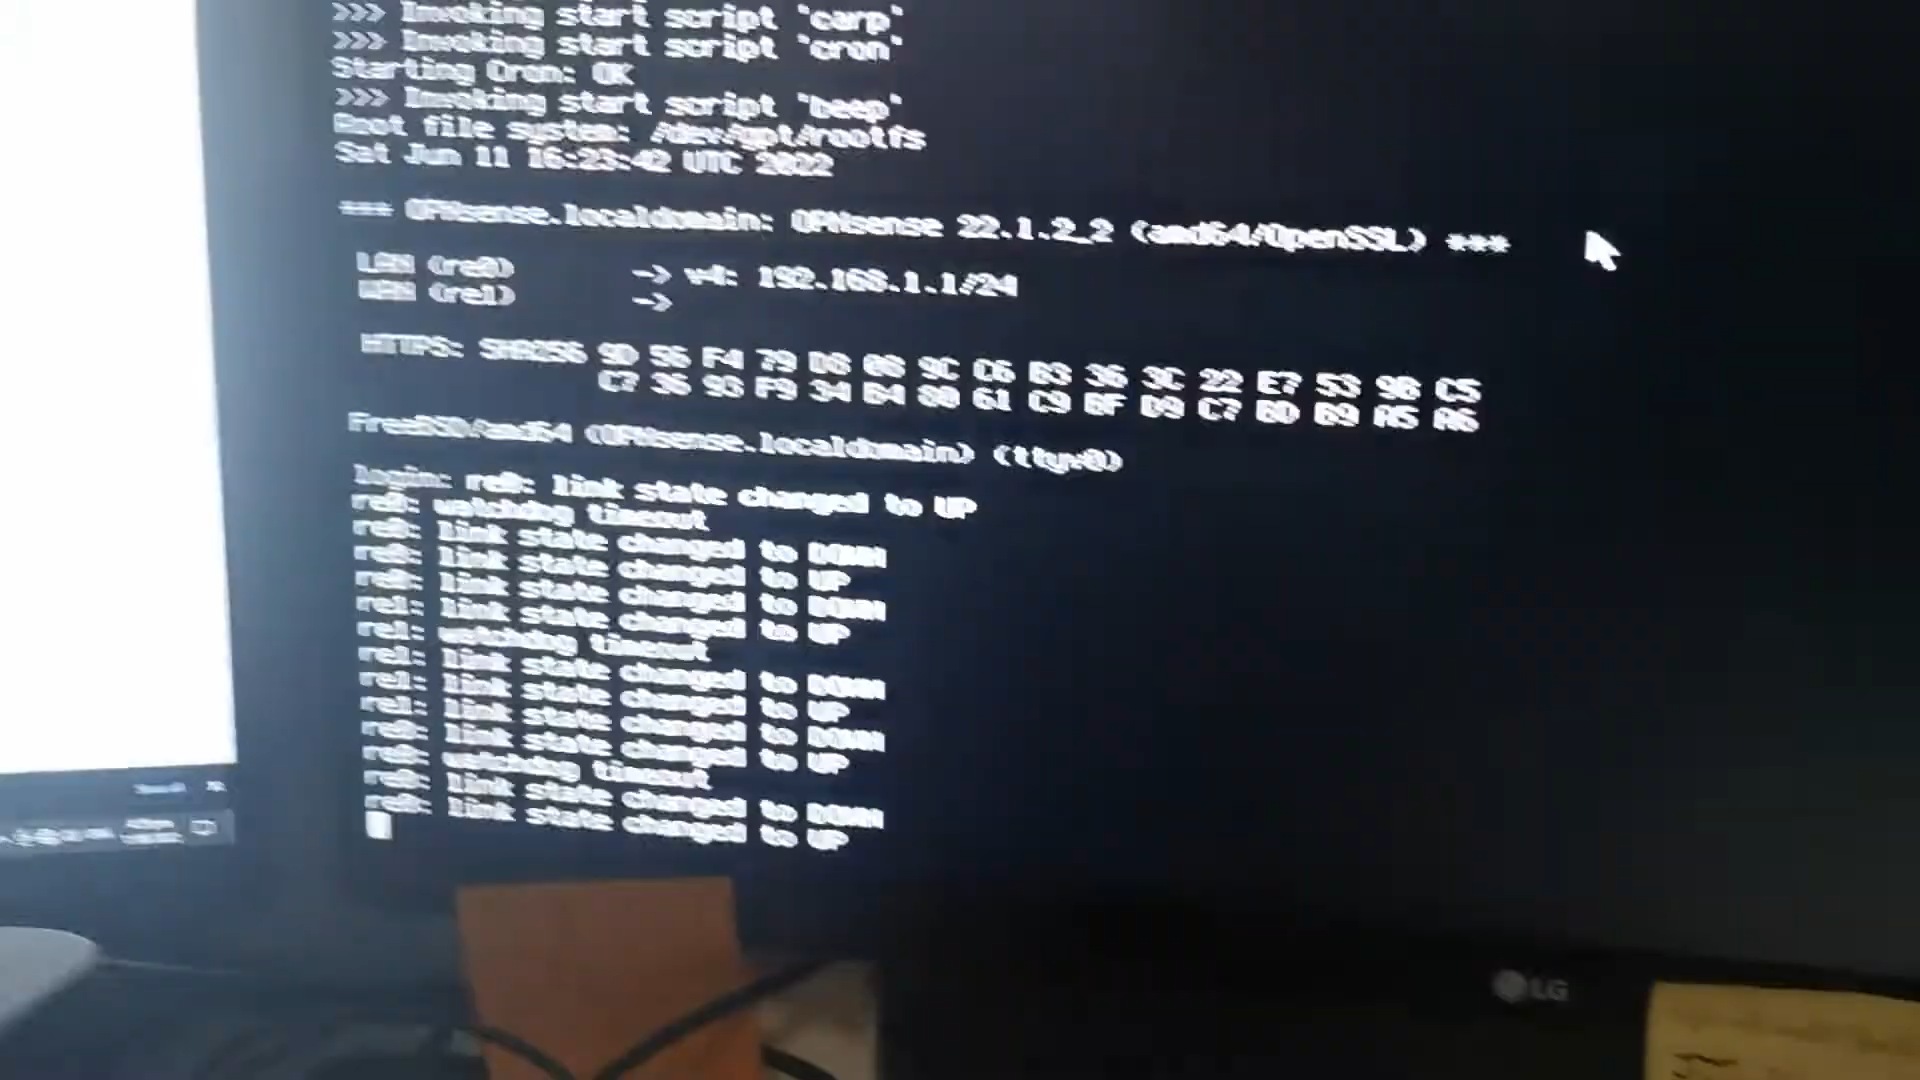 >>> Invoking start script 'carp'
>>> Invoking start script 'cron'
Starting Cron: OK
>>> Invoking start script 'beep'
Root file system: /dev/gpt/rootfs
Sat Jun 11 16:23:42 UTC 2022
*** OPNsense.localdomain: OPNsense 22.1.2_2 (amd64/OpenSSL) ***
LAN (re0) -> v4: 192.168.1.1/24
WAN (re1) ->
HTTPS: SHA256 9D 56 F4 79 D8 08 9C C6 B3 36 3C 22 E7 53 9B C5
C7 36 93 F9 34 B4 80 61 C9 BF D9 C7 BD B9 A5 A6
FreeBSD/amd64 (OPNsense.localdomain) (ttyv0)
login: re0: link state changed to UP
re0: watchdog timeout
re0: link state changed to DOWN
re0: link state changed to UP
re0: link state changed to DOWN
re1: link state changed to UP
re1: watchdog timeout
re1: link state changed to DOWN
re1: link state changed to UP
re1: link state changed to DOWN
re0: link state changed to UP
re0: watchdog timeout
re0: link state changed to DOWN
re0: link state changed to UP
LG